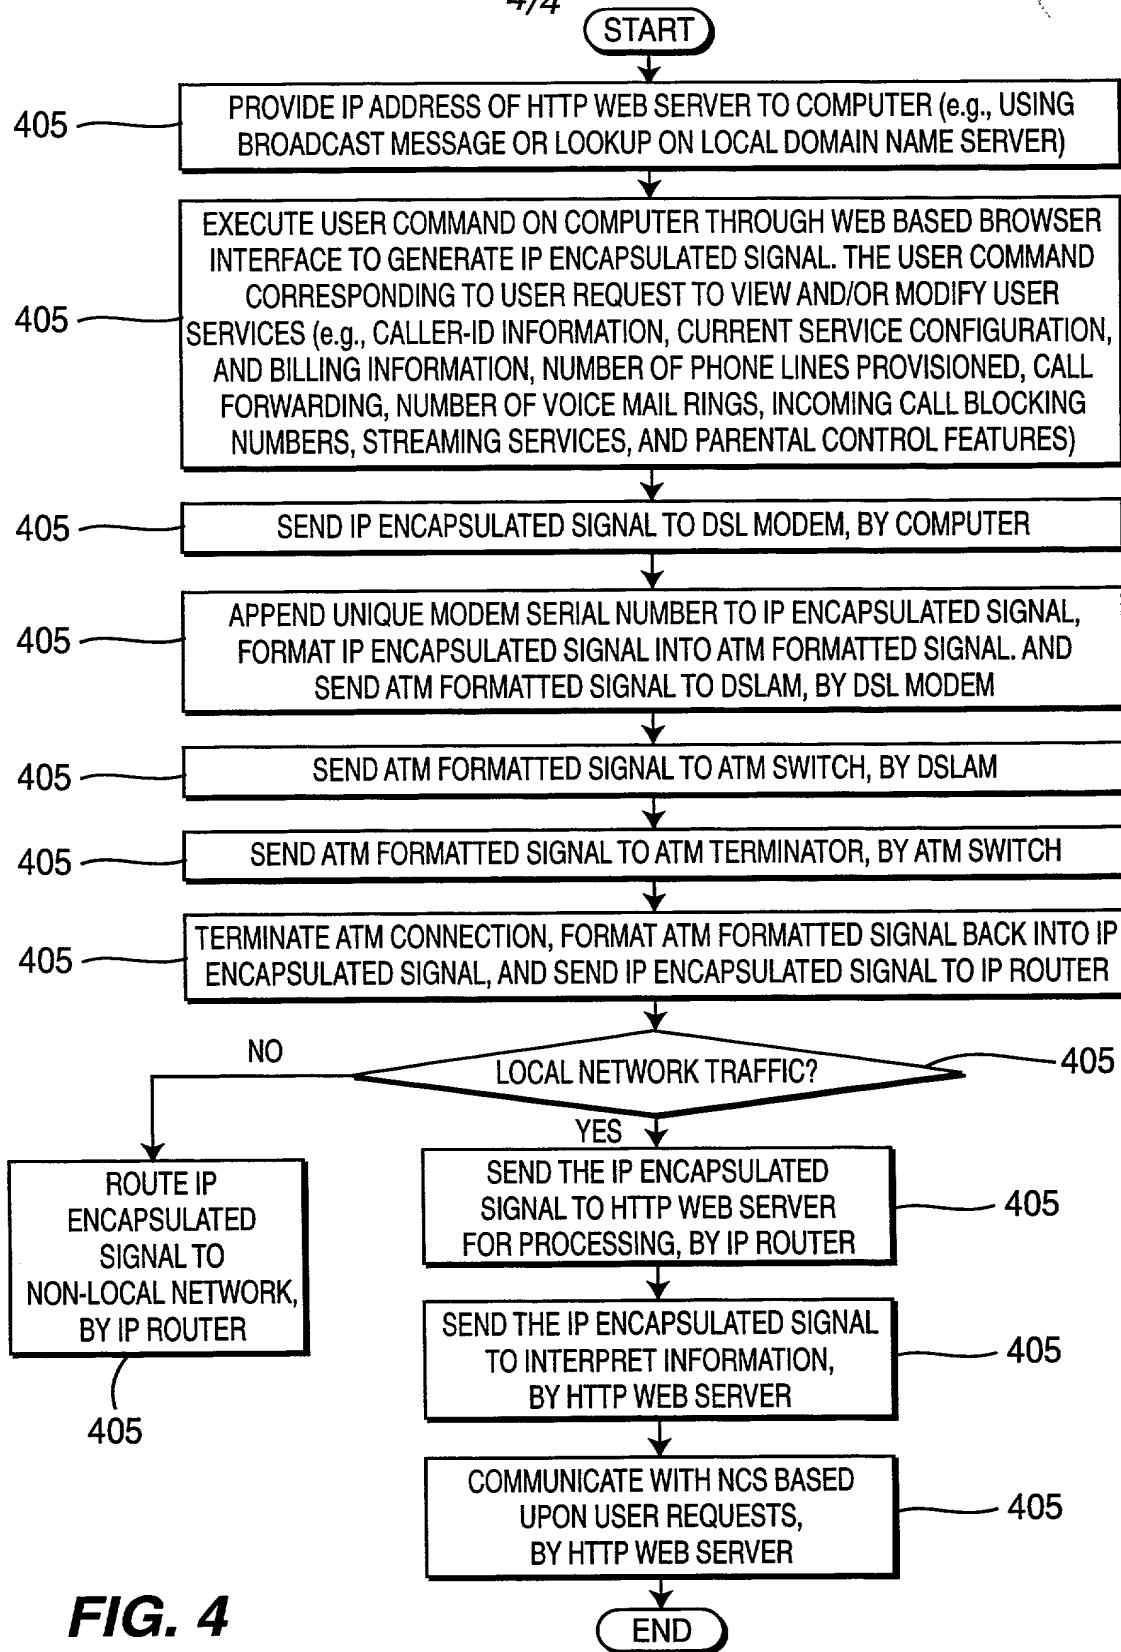 4/4
START
405
PROVIDE IP ADDRESS OF HTTP WEB SERVER TO COMPUTER (e.g., USING
BROADCAST MESSAGE OR LOOKUP ON LOCAL DOMAIN NAME SERVER)
405
EXECUTE USER COMMAND ON COMPUTER THROUGH WEB BASED BROWSER
INTERFACE TO GENERATE IP ENCAPSULATED SIGNAL. THE USER COMMAND
CORRESPONDING TO USER REQUEST TO VIEW AND/OR MODIFY USER
SERVICES (e.g., CALLER-ID INFORMATION, CURRENT SERVICE CONFIGURATION,
AND BILLING INFORMATION, NUMBER OF PHONE LINES PROVISIONED, CALL
FORWARDING, NUMBER OF VOICE MAIL RINGS, INCOMING CALL BLOCKING
NUMBERS, STREAMING SERVICES, AND PARENTAL CONTROL FEATURES)
405
SEND IP ENCAPSULATED SIGNAL TO DSL MODEM, BY COMPUTER
405
APPEND UNIQUE MODEM SERIAL NUMBER TO IP ENCAPSULATED SIGNAL,
FORMAT IP ENCAPSULATED SIGNAL INTO ATM FORMATTED SIGNAL. AND
SEND ATM FORMATTED SIGNAL TO DSLAM, BY DSL MODEM
405
SEND ATM FORMATTED SIGNAL TO ATM SWITCH, BY DSLAM
405
SEND ATM FORMATTED SIGNAL TO ATM TERMINATOR, BY ATM SWITCH
405
TERMINATE ATM CONNECTION, FORMAT ATM FORMATTED SIGNAL BACK INTO IP
ENCAPSULATED SIGNAL, AND SEND IP ENCAPSULATED SIGNAL TO IP ROUTER
NO
LOCAL NETWORK TRAFFIC?
405
YES
ROUTE IP
ENCAPSULATED
SIGNAL TO
NON-LOCAL NETWORK,
BY IP ROUTER
405
SEND THE IP ENCAPSULATED
SIGNAL TO HTTP WEB SERVER
FOR PROCESSING, BY IP ROUTER
405
SEND THE IP ENCAPSULATED SIGNAL
TO INTERPRET INFORMATION,
BY HTTP WEB SERVER
405
COMMUNICATE WITH NCS BASED
UPON USER REQUESTS,
BY HTTP WEB SERVER
405
END
FIG. 4